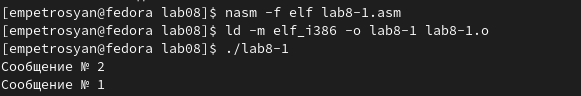 [empetrosyan@fedora lab08]$ nasm -f elf lab8-1.asm
[empetrosyan@fedora lab08]$ ld -m elf_i386 -o lab8-1 lab8-1.o
[empetrosyan@fedora lab08]$ ./lab8-1
Сообщение № 2
Сообщение № 1